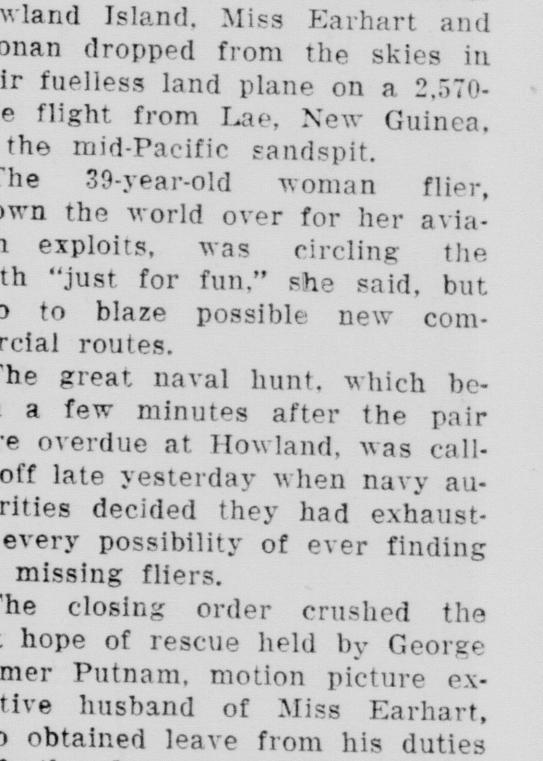 wland Island, Miss Earhart and
onan dropped from the skies in
ir fuelless land plane on a 2,570-
e flight from Lae, New Guinea,
the mid-Pacific sandspit.
The 39-year-old woman flier,
own the world over for her avia-
n exploits, was circling the
th "just for fun," she said, but
o to blaze possible new com-
rcial routes.
The great naval hunt, which be-
a few minutes after the pair
re overdue at Howland, was call-
off late yesterday when navy au-
rities decided they had exhaust-
every possibility of ever finding
missing fliers.
The closing order crushed the
t hope of rescue held by George
mer Putnam, motion picture ex-
tive husband of Miss Earhart,
o obtained leave from his duties